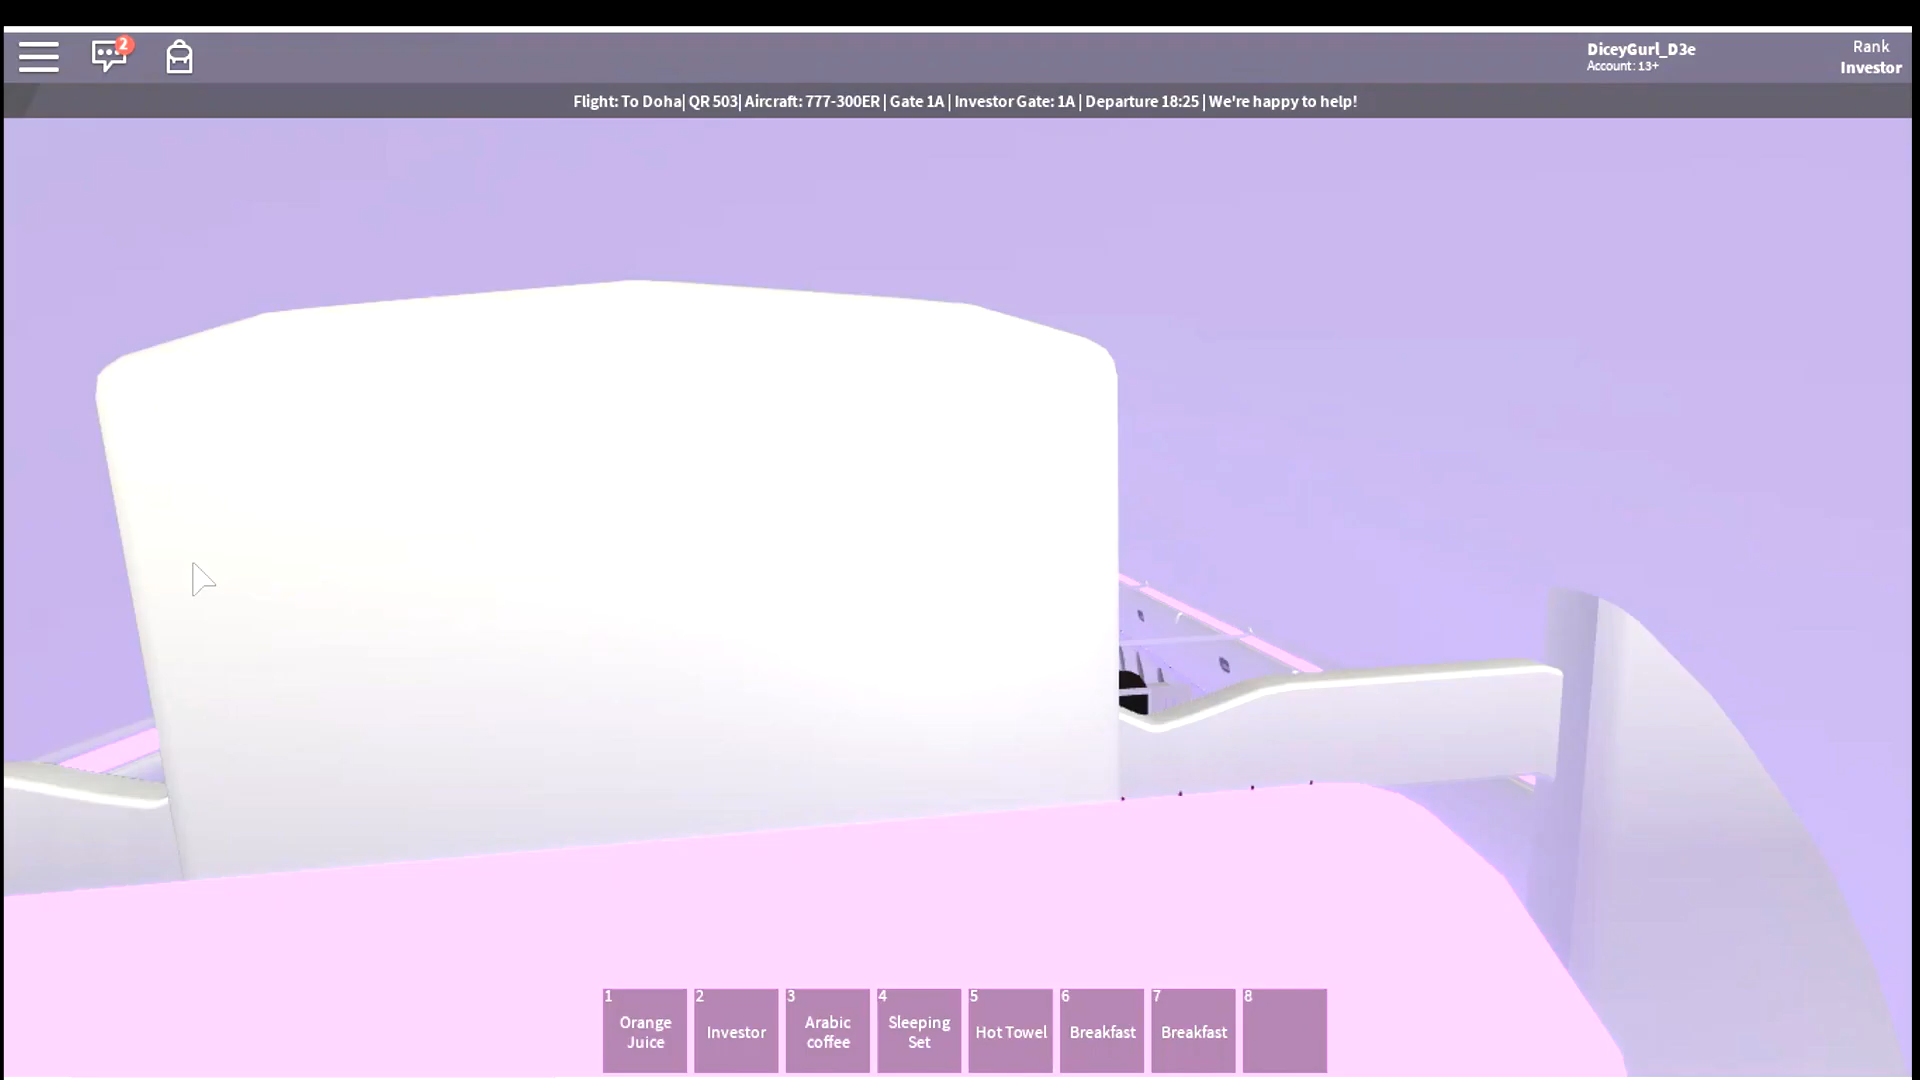 2
DiceyGurl_D3e
Account: 13+
Rank
Investor
Flight: To Doha| QR 503| Aircraft: 777-300ER | Gate 1A | Investor Gate: 1A | Departure 18:25 | We're happy to help!
1
Orange
Juice
2
Investor
3
Arabic
coffee
4
Sleeping
Set
5
Hot Towel
6
Breakfast
7
Breakfast
8